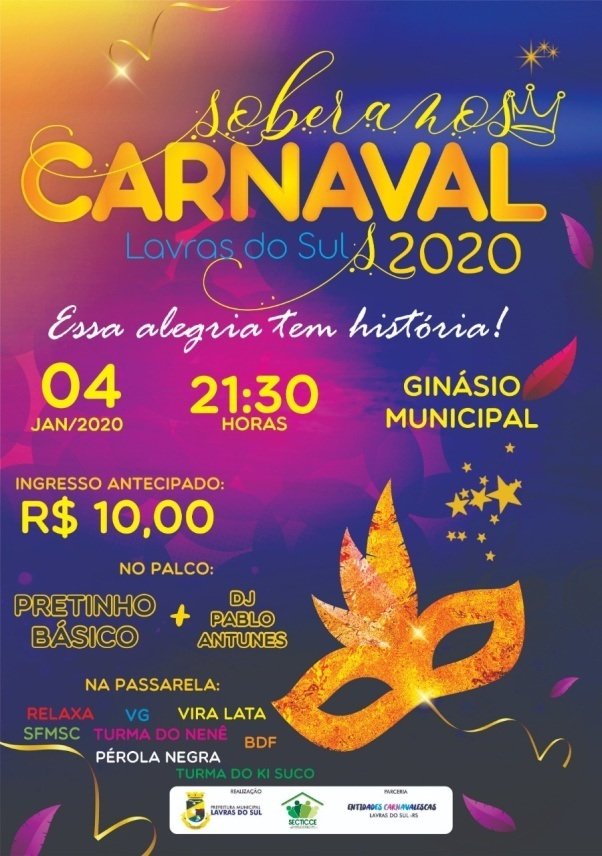 soberanos
CARNAVAL
Lavras do Sul 2020
Essa alegria tem história!
04
JAN/2020
21:30
HORAS
GINÁSIO
MUNICIPAL
INGRESSO ANTECIPADO:
R$ 10,00
NO PALCO:
PRETINHO
BÁSICO
+
DJ
PABLO
ANTUNES
NA PASSARELA:
RELAXA VG VIRA LATA
SFMSC TURMA DO NENÊ
BDF
PÉROLA NEGRA
TURMA DO KI SUCO
REALIZAÇÃO
PREFEITURA MUNICIPAL
LAVRAS DO SUL
SECTICCE
PARCERIA
ENTIDADES CARNAVALESCAS
LAVRAS DO SUL -RS